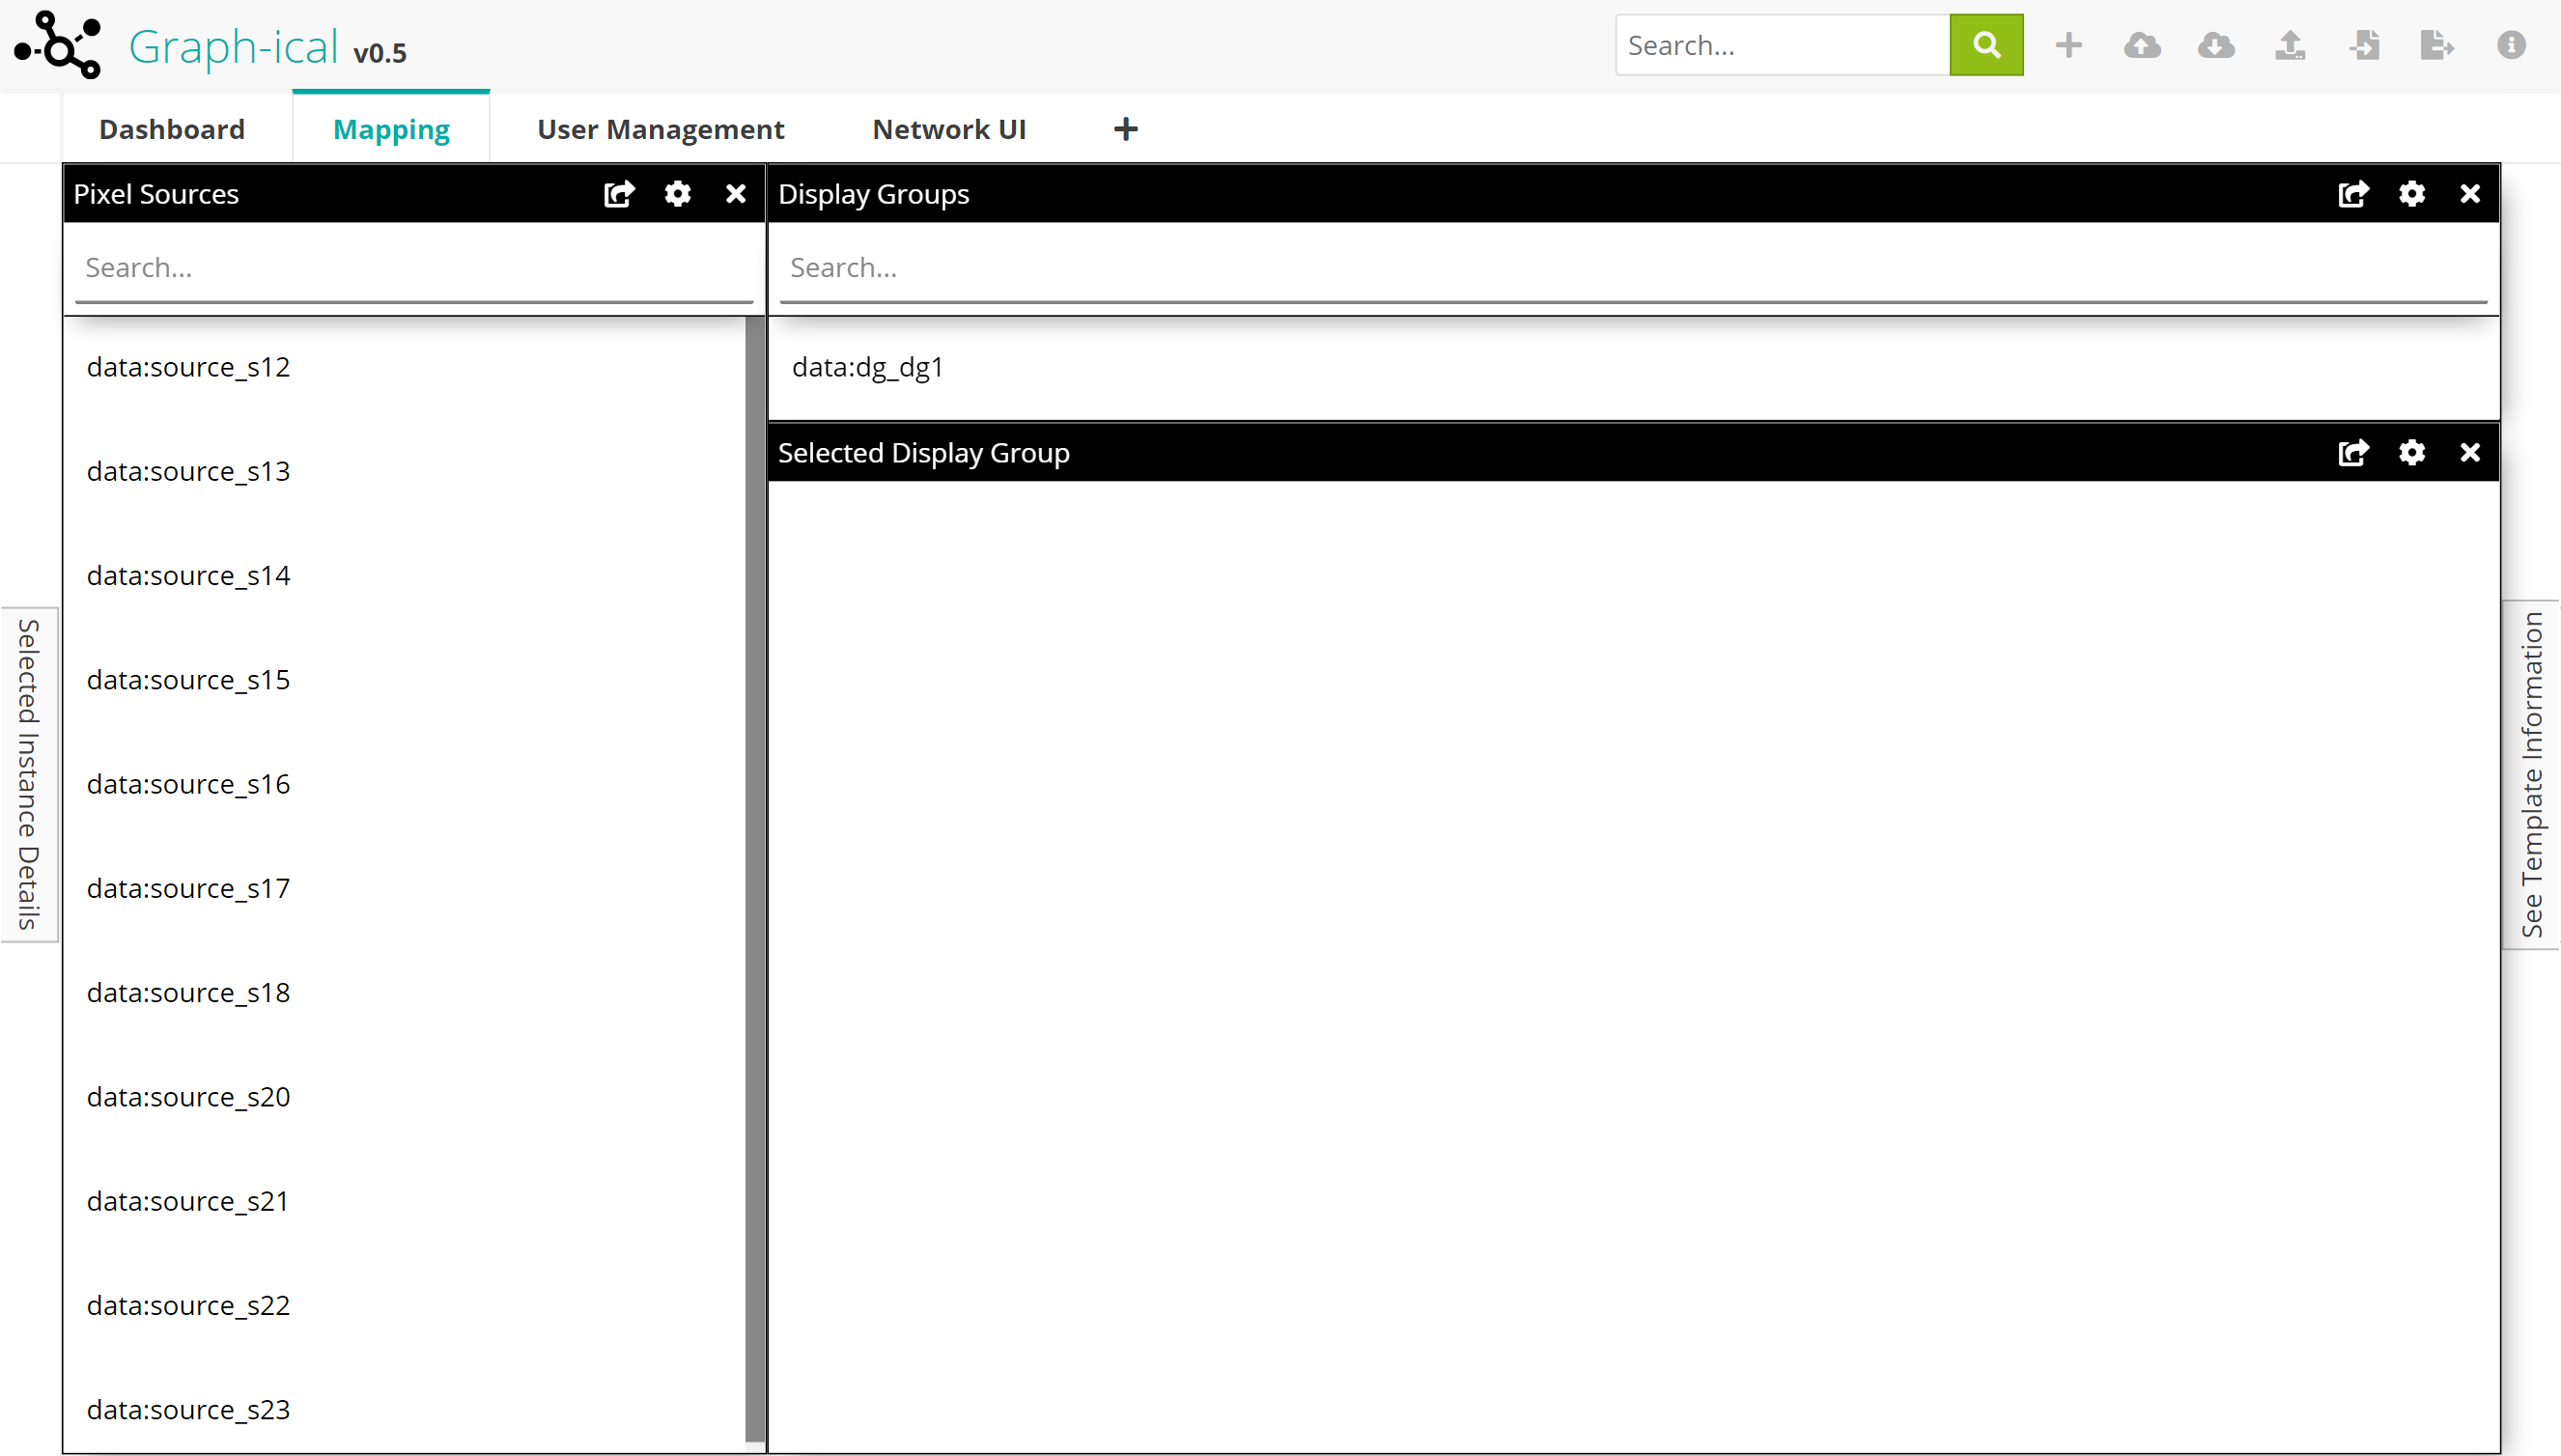 Graph-ical v0.5
Search...
Dashboard
Mapping
User Management
Network UI
Pixel Sources
Search...
data:source_s12
data:source_s13
data:source_s14
data:source_s15
data:source_s16
data:source_s17
data:source_s18
data:source_s20
data:source_s21
data:source_s22
data:source_s23
Display Groups
Search...
data:dg_dg1
Selected Display Group
Selected Instance Details
See Template Information